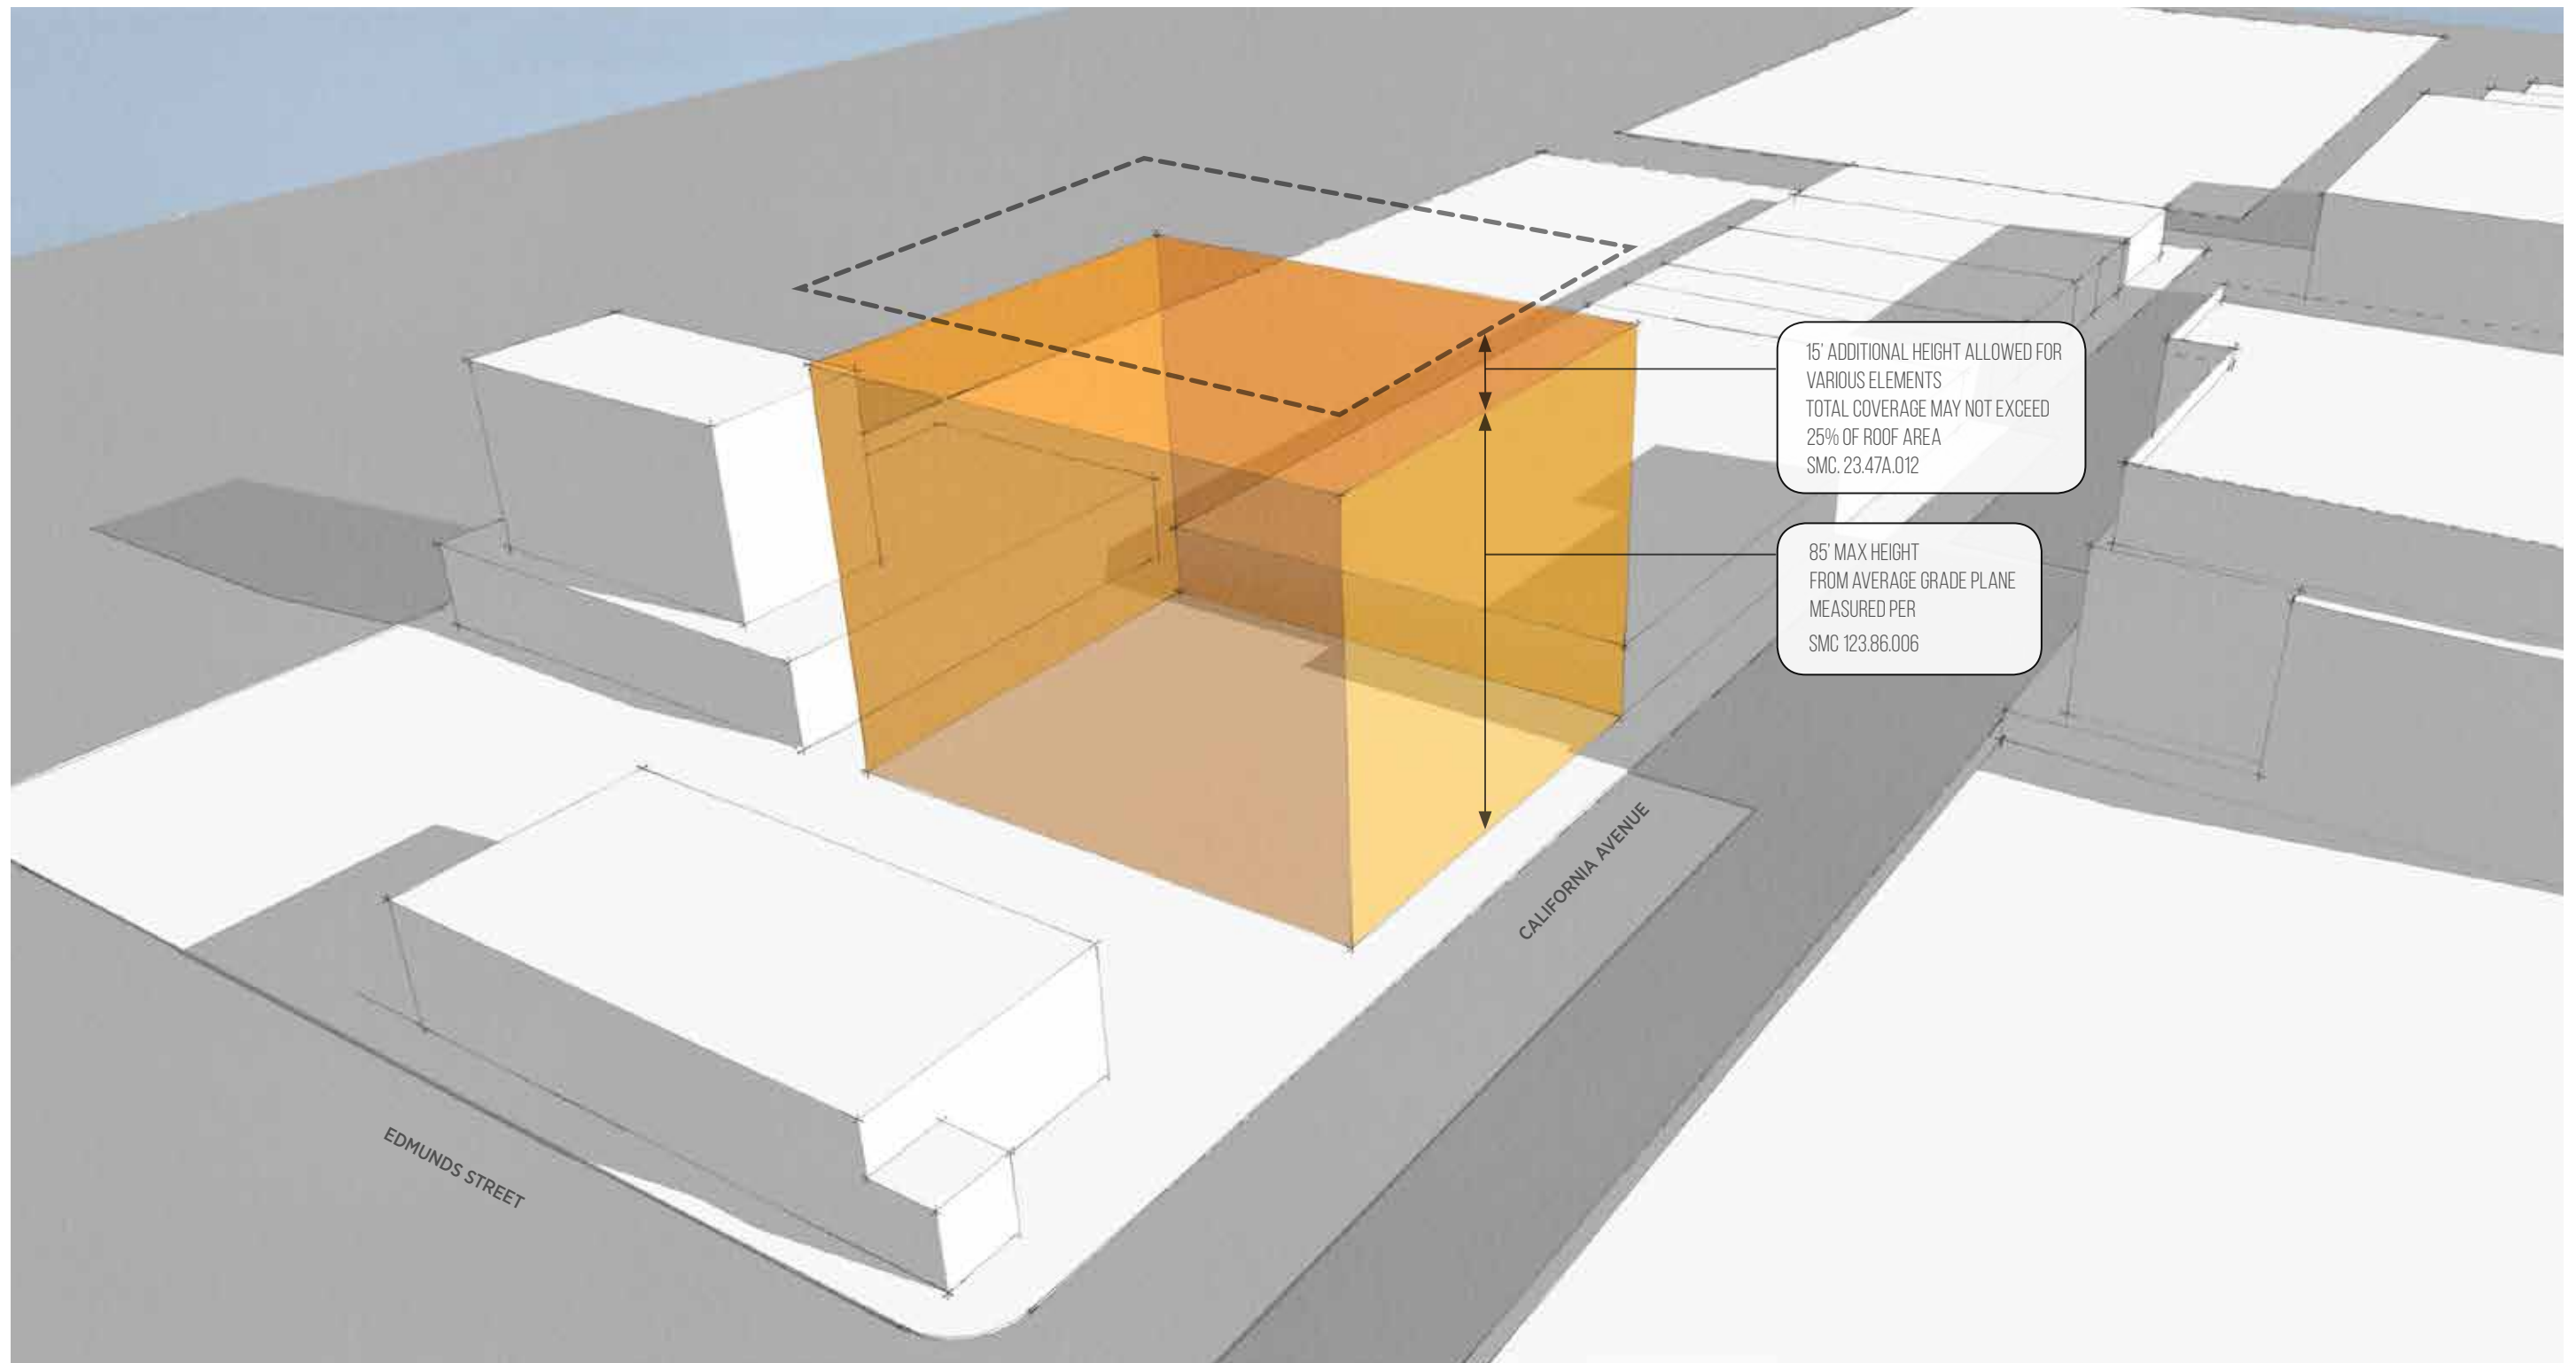 15' ADDITIONAL HEIGHT ALLOWED FOR
VARIOUS ELEMENTS
TOTAL COVERAGE MAY NOT EXCEED
25% OF ROOF AREA
SMC. 23.47A.012
85' MAX HEIGHT
FROM AVERAGE GRADE PLANE
MEASURED PER
SMC 123.86.006
CALIFORNIA AVENUE
EDMUNDS STREET